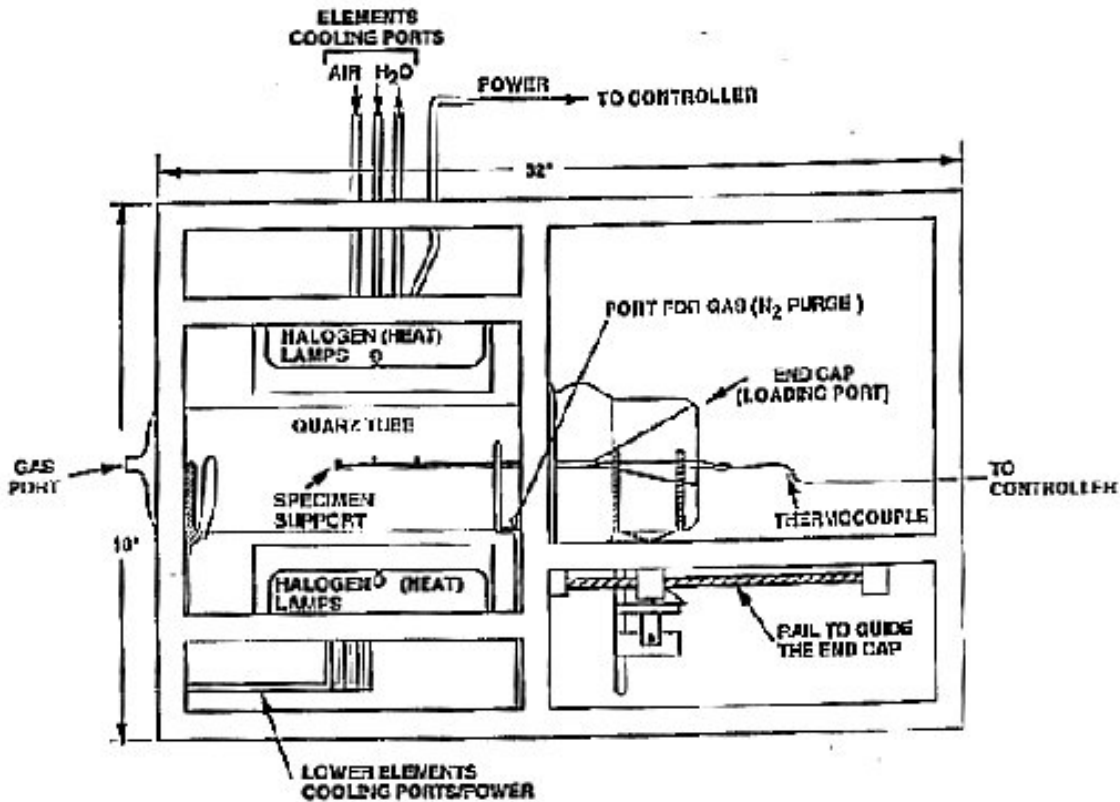 ELEMENTS
COOLING PORTS
AIR H₂O
POWER
TO CONTROLLER
32"
PORT FOR GAS (N₂ PURGE )
HALOGEN (HEAT)
LAMPS
END CAP
(LOADING PORT)
QUARZ TUBE
GAS
PORT
SPECIMEN
SUPPORT
TO
CONTROLLER
THERMOCOUPLE
HALOGEN (HEAT)
LAMPS
RAIL TO GUIDE
THE END CAP
LOWER ELEMENTS
COOLING PORTS/POWER